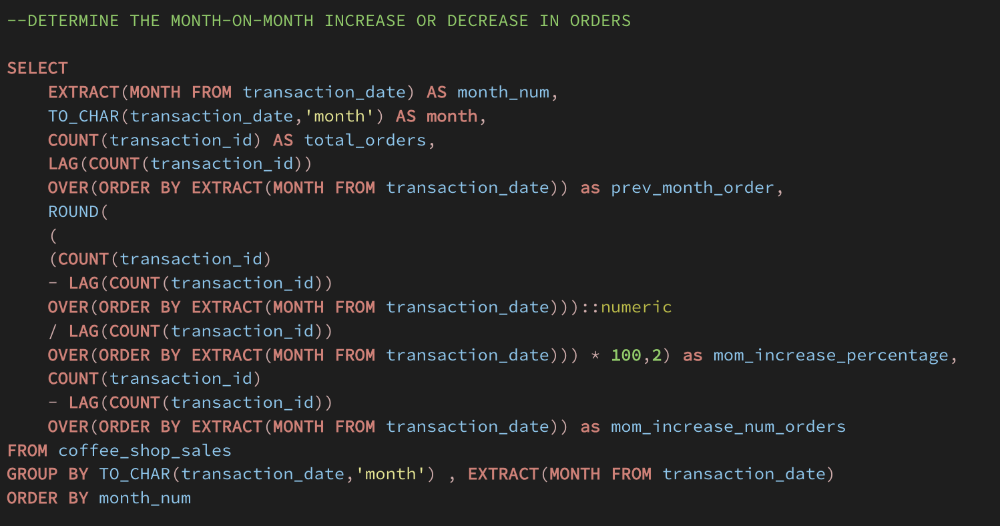 --DETERMINE THE MONTH-ON-MONTH INCREASE OR DECREASE IN ORDERS
SELECT
EXTRACT(MONTH FROM transaction_date) AS month_num,
TO_CHAR(transaction_date,'month') AS month,
COUNT(transaction_id) AS total_orders,
LAG(COUNT(transaction_id))
OVER(ORDER BY EXTRACT(MONTH FROM transaction_date)) as prev_month_order,
ROUND(
(
(COUNT(transaction_id)
- LAG(COUNT(transaction_id))
OVER(ORDER BY EXTRACT(MONTH FROM transaction_date)))::numeric
/ LAG(COUNT(transaction_id))
OVER(ORDER BY EXTRACT(MONTH FROM transaction_date))) * 100,2) as mom_increase_percentage,
COUNT(transaction_id)
- LAG(COUNT(transaction_id))
OVER(ORDER BY EXTRACT(MONTH FROM transaction_date)) as mom_increase_num_orders
FROM coffee_shop_sales
GROUP BY TO_CHAR(transaction_date,'month') , EXTRACT(MONTH FROM transaction_date)
ORDER BY month_num